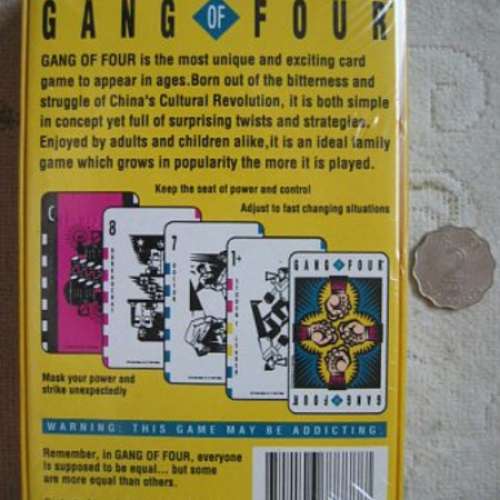 GANG OF FOUR
GANG OF FOUR is the most unique and exciting card
game to appear in ages.Born out of the bitterness and
struggle of China's Cultural Revolution, it is both simple
in concept yet full of surprising twists and strategies.
Enjoyed by adults and children alike,it is an ideal family
game which grows in popularity the more it is played.
Keep the seat of power and control
Adjust to fast changing situations
8
7
1+
DOCTOR
GANG OF FOUR
GANG OF FOUR
Mask your power and
strike unexpectedly
WARNING: THIS GAME MAY BE ADDICTING.
Remember, in GANG OF FOUR, everyone
is supposed to be equal... but some
are more equal than others.